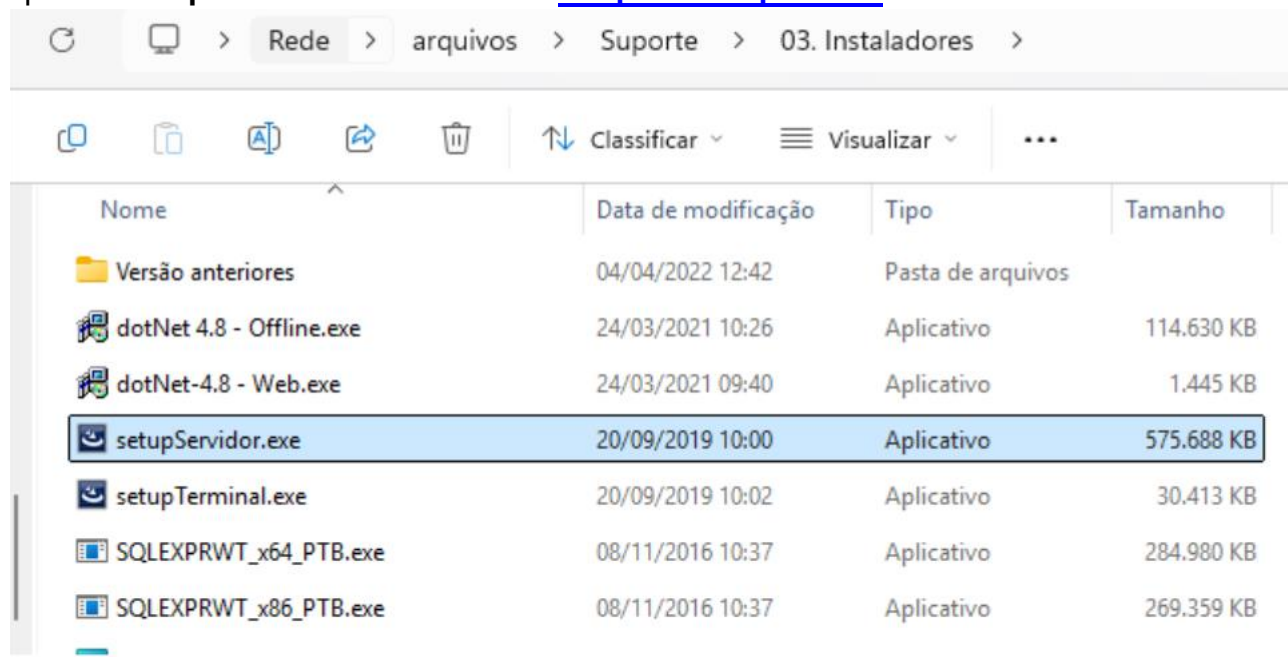 Rede > arquivos > Suporte > 03. Instaladores >
Classificar Visualizar ...
Nome Data de modificação Tipo Tamanho
Versão anteriores 04/04/2022 12:42 Pasta de arquivos
dotNet 4.8 - Offline.exe 24/03/2021 10:26 Aplicativo 114.630 KB
dotNet-4.8 - Web.exe 24/03/2021 09:40 Aplicativo 1.445 KB
setupServidor.exe 20/09/2019 10:00 Aplicativo 575.688 KB
setupTerminal.exe 20/09/2019 10:02 Aplicativo 30.413 KB
SQLEXPRWT_x64_PTB.exe 08/11/2016 10:37 Aplicativo 284.980 KB
SQLEXPRWT_x86_PTB.exe 08/11/2016 10:37 Aplicativo 269.359 KB